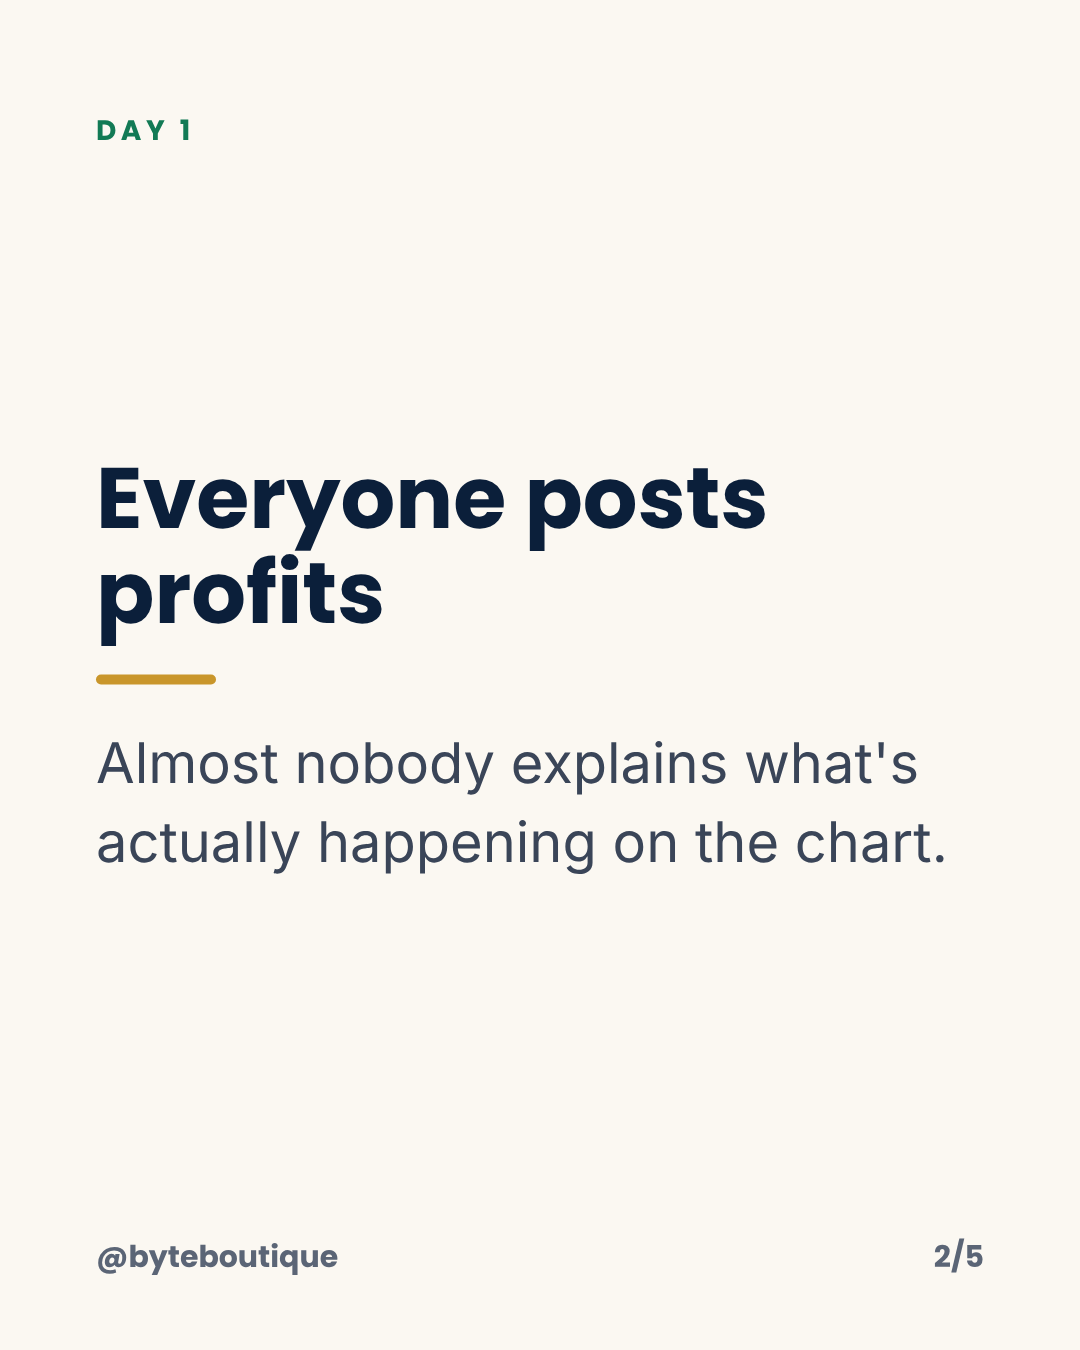 DAY 1
Everyone posts
profits
Almost nobody explains what's
actually happening on the chart.
@byteboutique
2/5